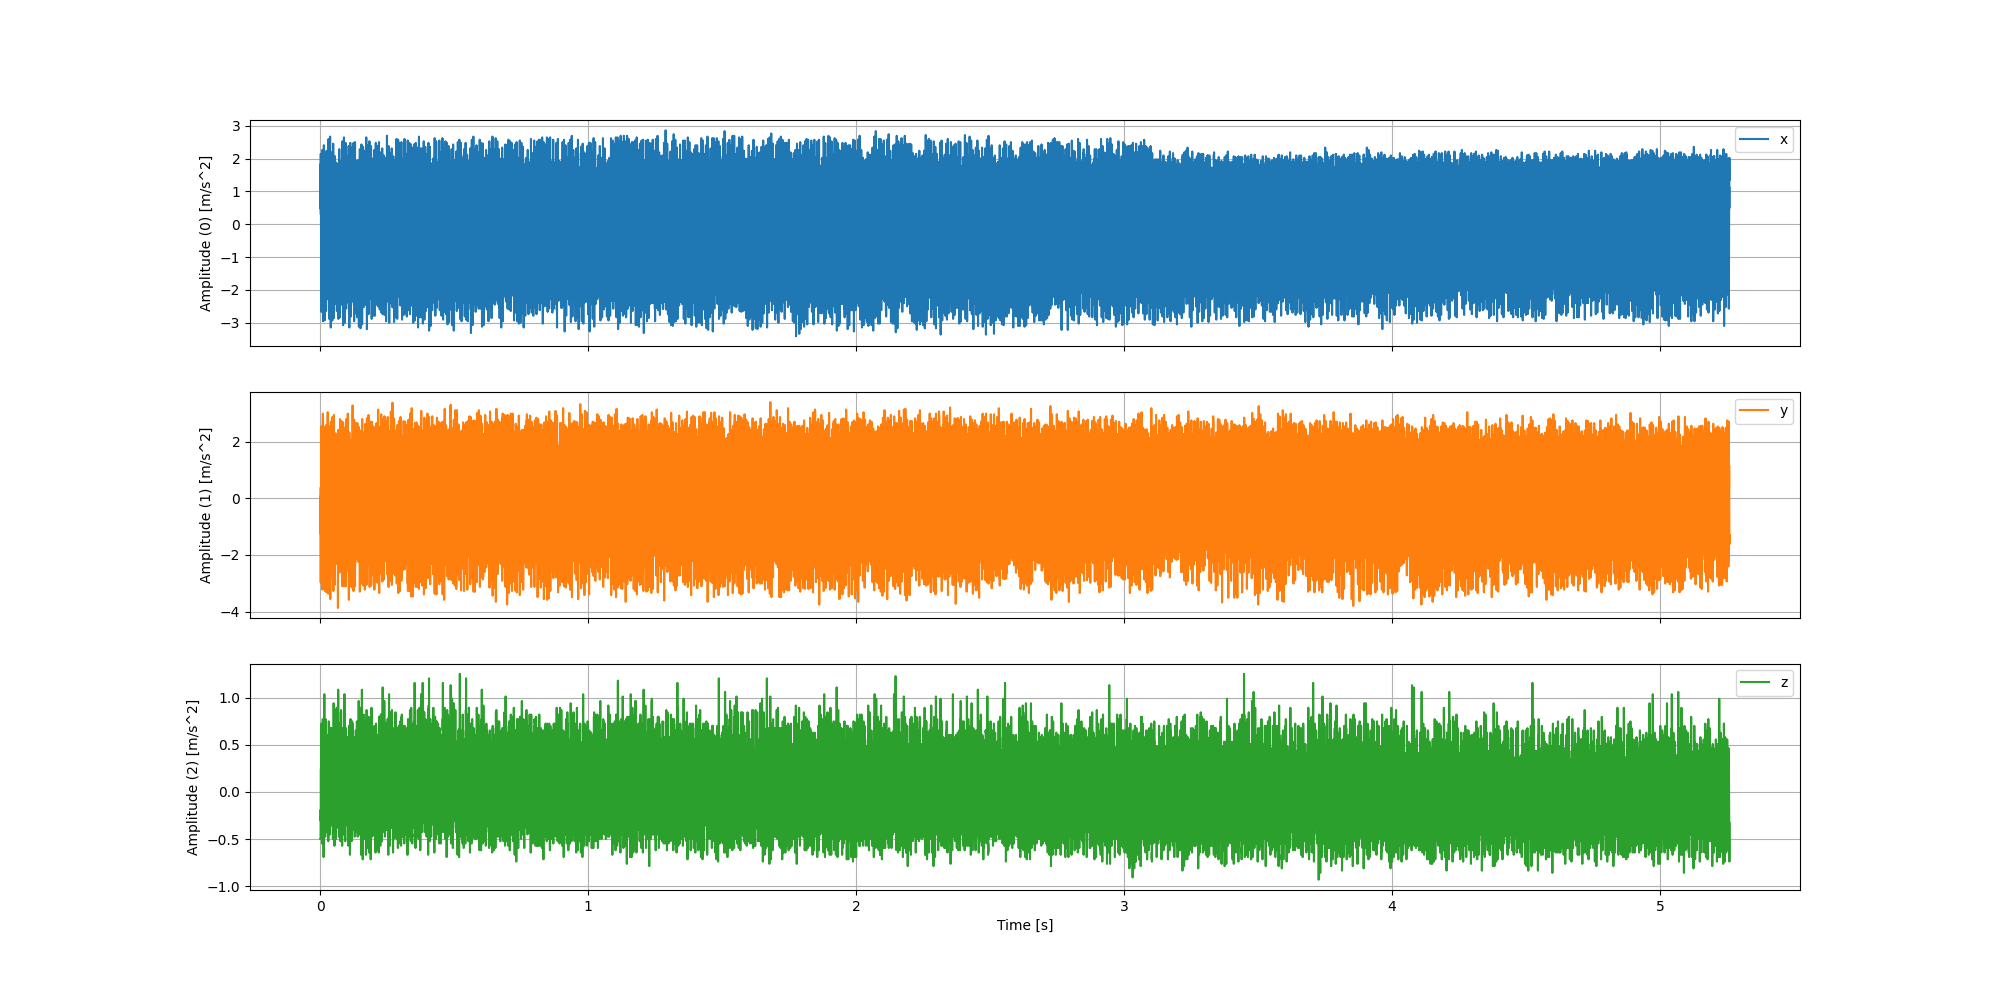 Amplitude (0) [m/s^2]
3
2
1
0
−1
−2
−3
x
Amplitude (1) [m/s^2]
2
0
−2
−4
y
Amplitude (2) [m/s^2]
1.0
0.5
0.0
−0.5
−1.0
z
0 1 2 3 4 5
Time [s]